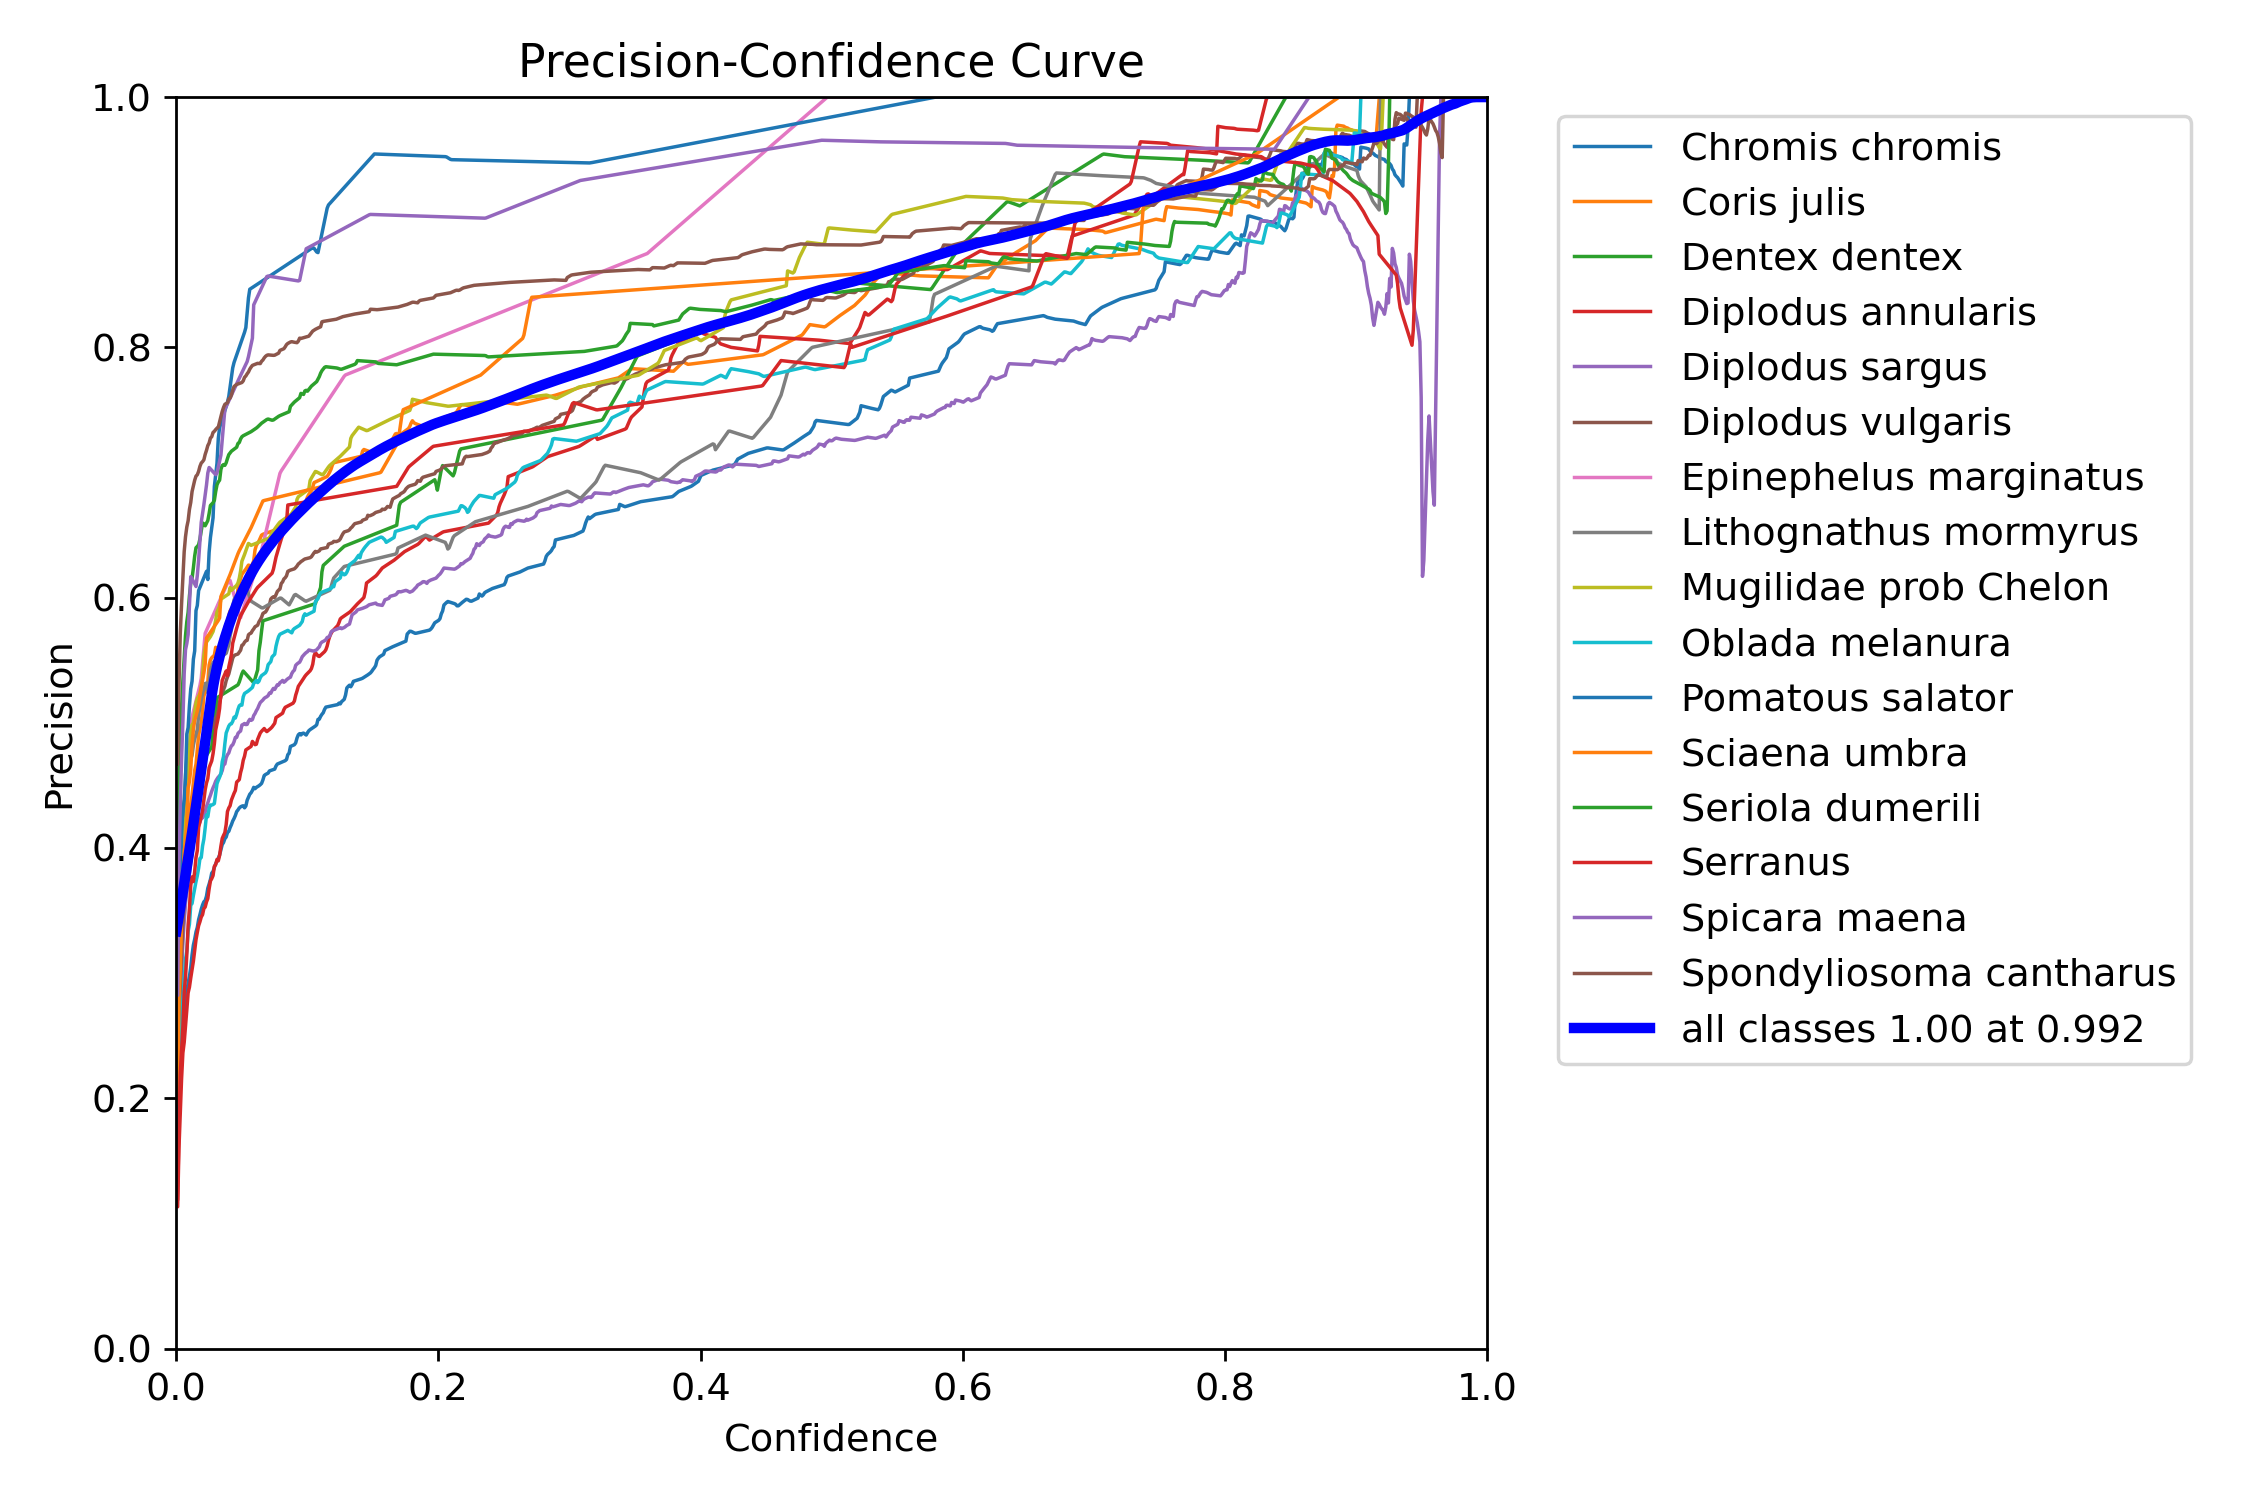 Precision-Confidence Curve
1.0
0.8
0.6
0.4
0.2
0.0
Precision
0.0 0.2 0.4 0.6 0.8 1.0
Confidence
Chromis chromis
Coris julis
Dentex dentex
Diplodus annularis
Diplodus sargus
Diplodus vulgaris
Epinephelus marginatus
Lithognathus mormyrus
Mugilidae prob Chelon
Oblada melanura
Pomatous salator
Sciaena umbra
Seriola dumerili
Serranus
Spicara maena
Spondyliosoma cantharus
all classes 1.00 at 0.992